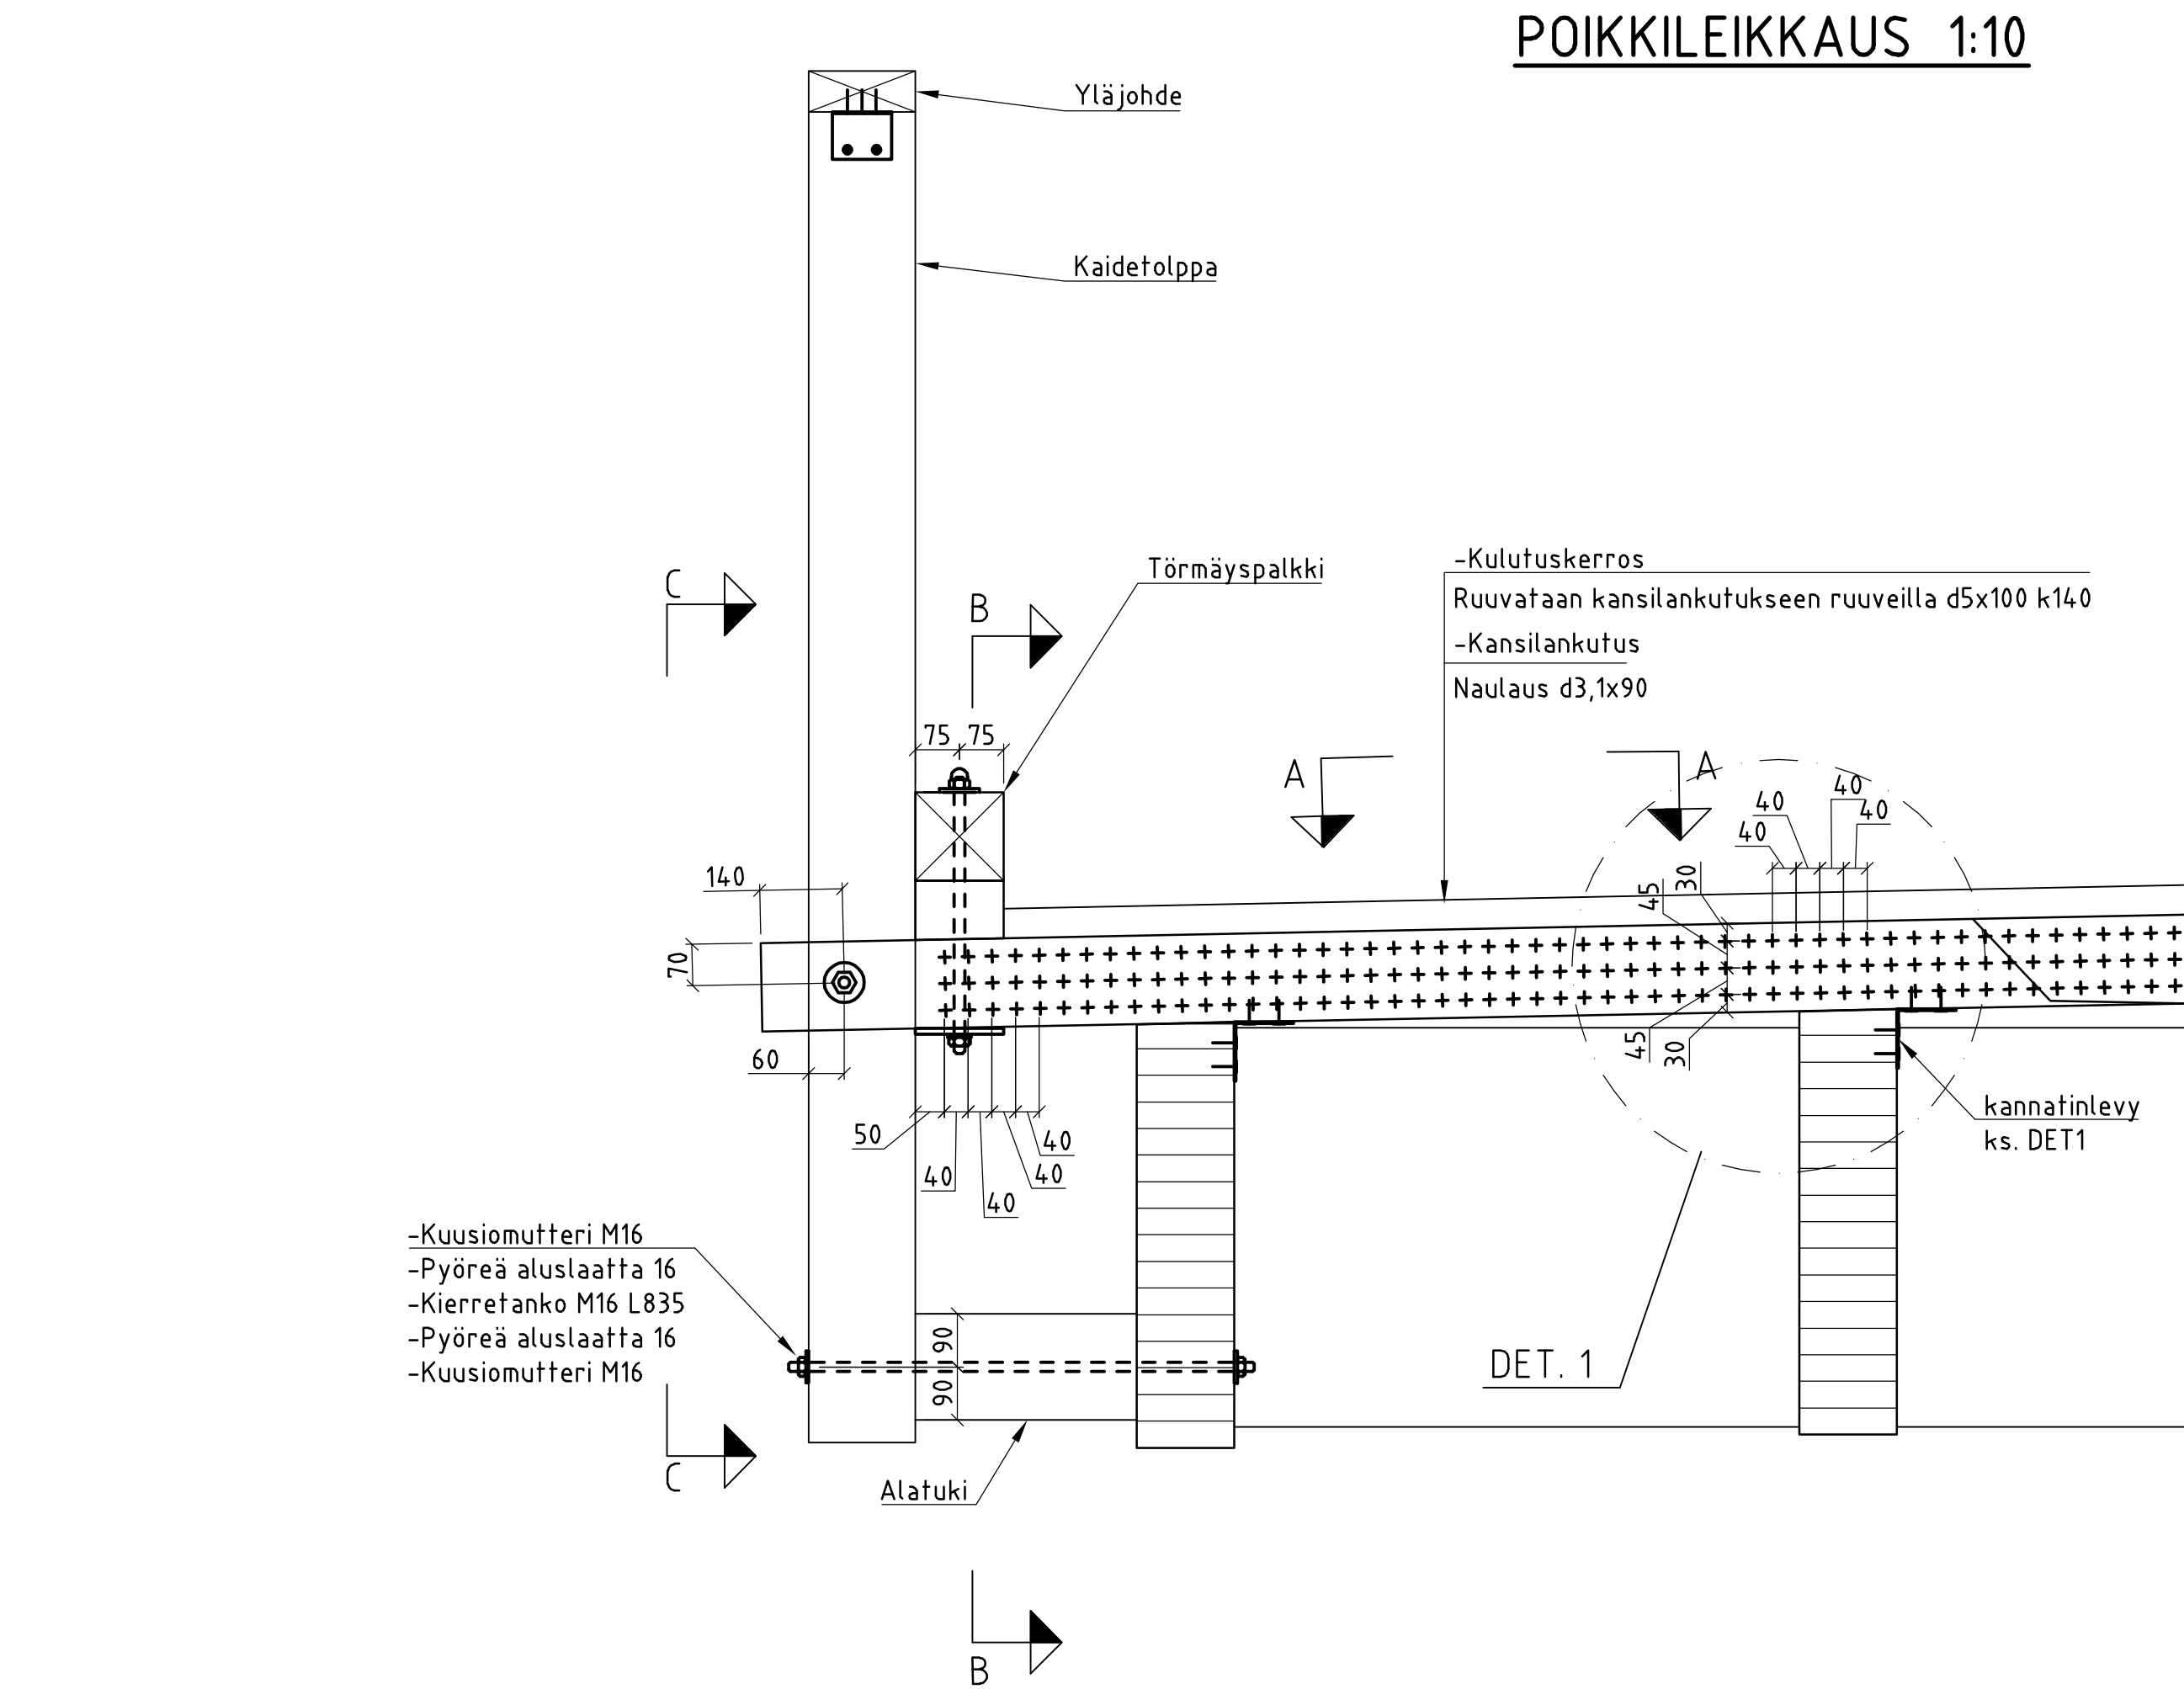 POIKKILEIKKAUS 1:10
Yläjohde
Kaidetolppa
Törmäyspalkki
-Kulutuskerros
Ruuvataan kansilankutukseen ruuveilla d5x100 k140
-Kansilankutus
Naulaus d3,1x90
C
B
75 75
A
A
40
40
40
40
140
45
30
70
45
30
60
kannatinlevy
ks. DET1
50
40
40
40
40
-Kuusiomutteri M16
-Pyöreä aluslaatta 16
-Kierretanko M16 L835
-Pyöreä aluslaatta 16
-Kuusiomutteri M16
90
90
DET. 1
C
Alatuki
B